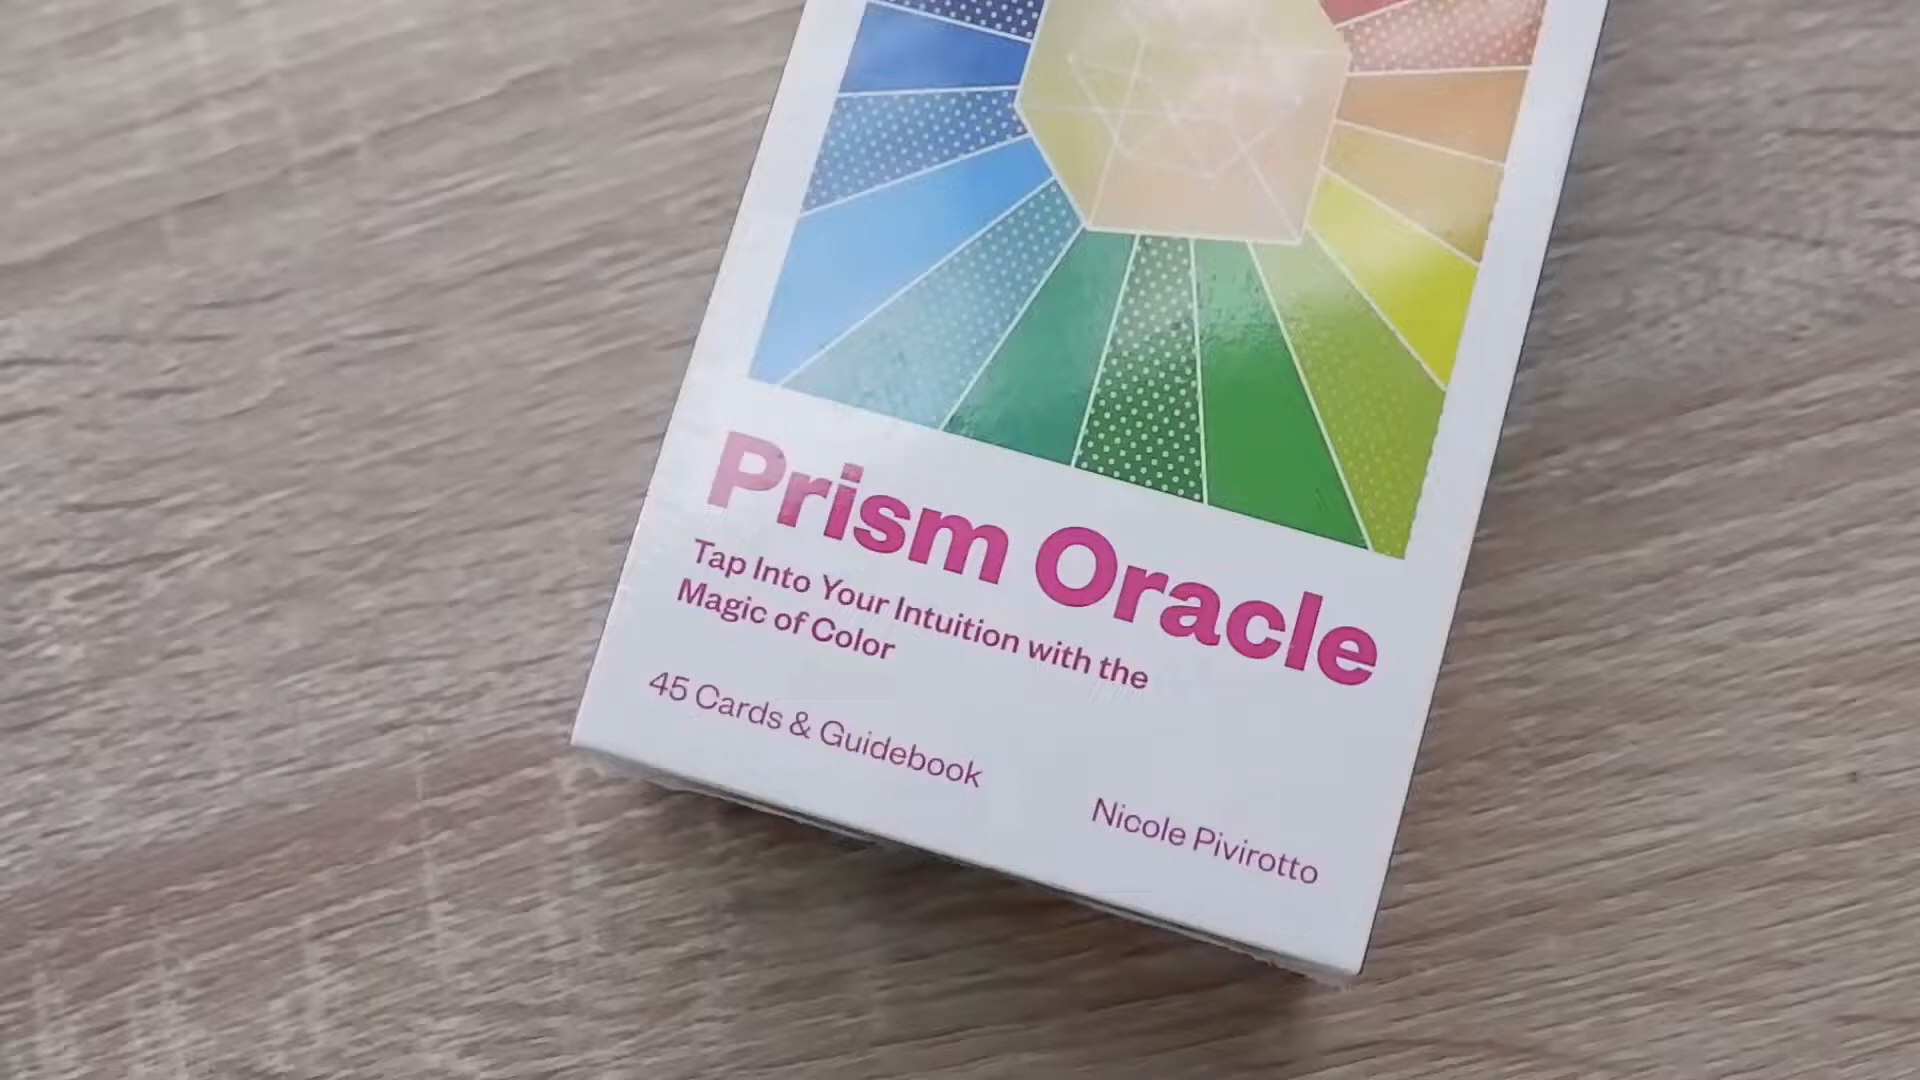 Prism Oracle
Tap Into Your Intuition with the
Magic of Color
45 Cards & Guidebook
Nicole Pivirotto